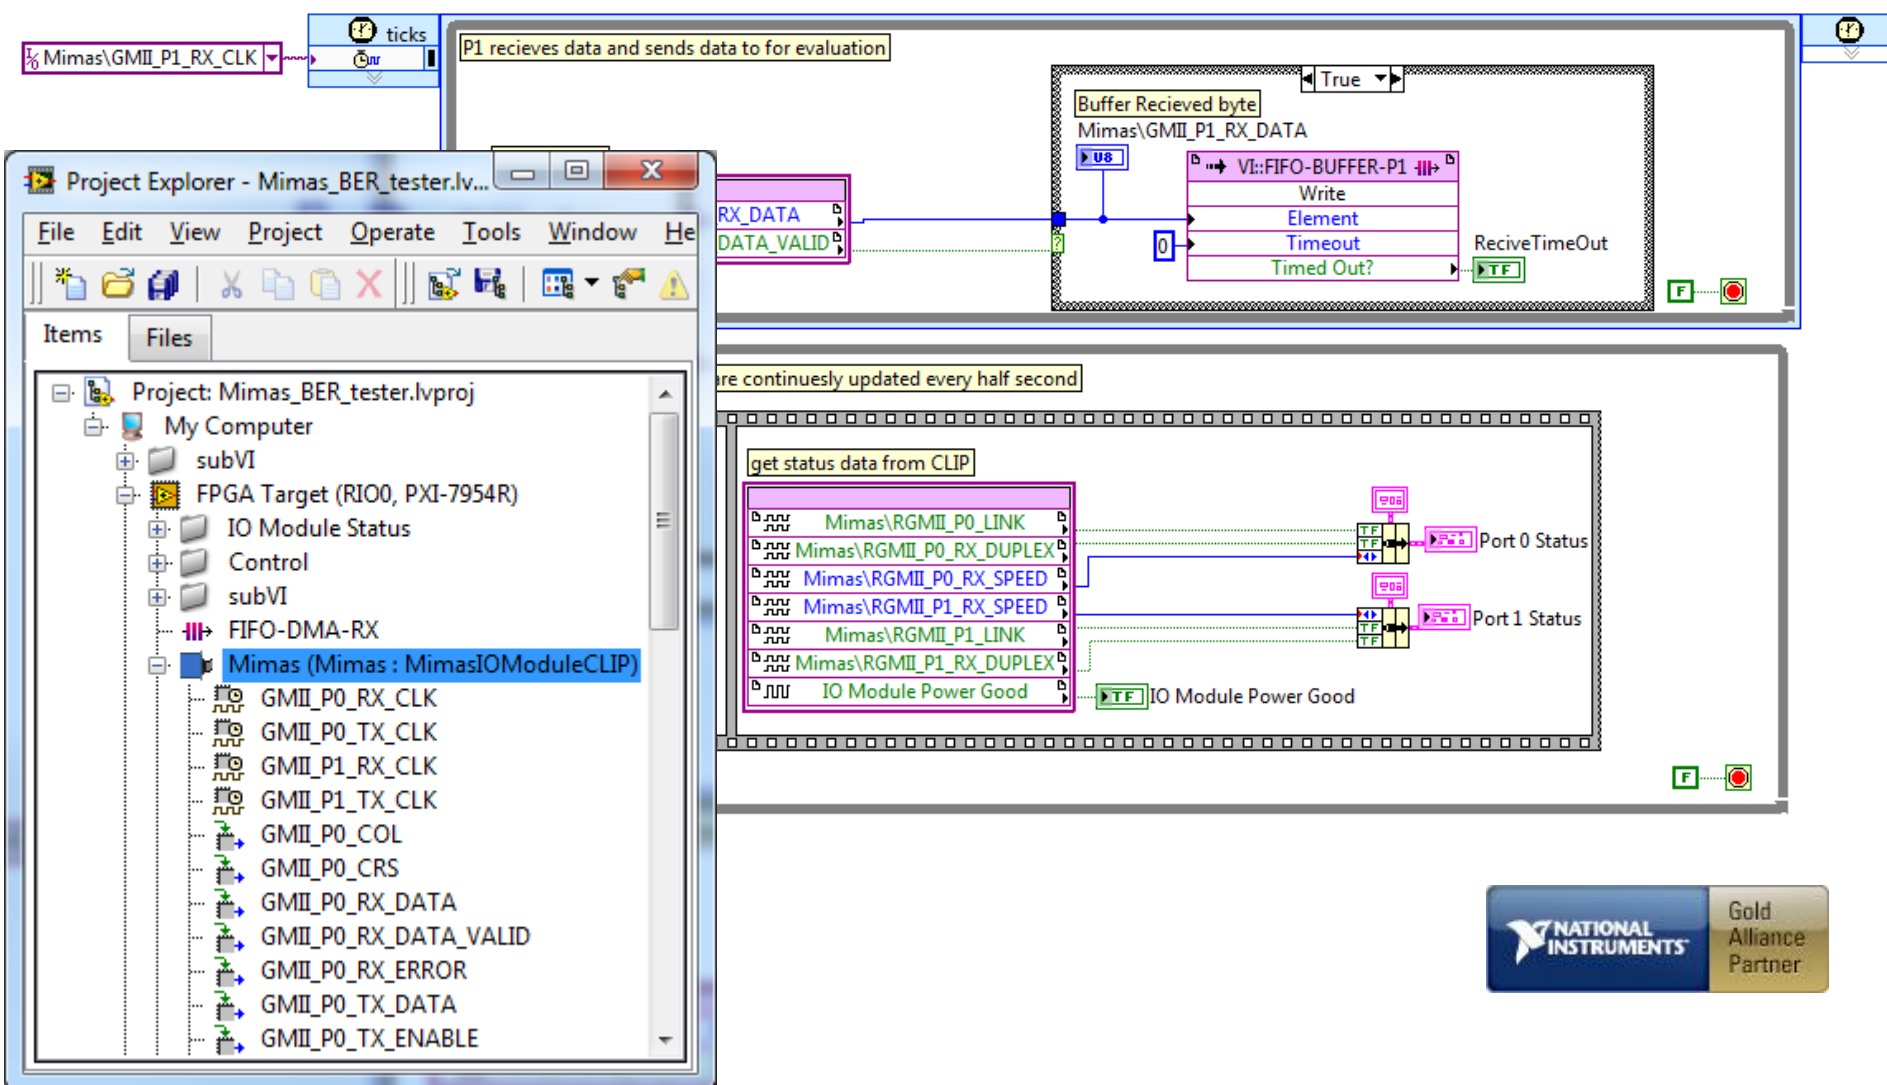 Mimas\GMII_P1_RX_CLK
ticks
P1 recieves data and sends data to for evaluation
True
Buffer Recieved byte
Mimas\GMII_P1_RX_DATA
U8
VI::FIFO-BUFFER-P1
Write
Element
0
Timeout
Timed Out?
ReciveTimeOut
TF
RX_DATA
DATA_VALID
?
F
Project Explorer - Mimas_BER_tester.lv...
File Edit View Project Operate Tools Window He
Items Files
Project: Mimas_BER_tester.lvproj
My Computer
subVI
FPGA Target (RIO0, PXI-7954R)
IO Module Status
Control
subVI
FIFO-DMA-RX
Mimas (Mimas : MimasIOModuleCLIP)
GMII_P0_RX_CLK
GMII_P0_TX_CLK
GMII_P1_RX_CLK
GMII_P1_TX_CLK
GMII_P0_COL
GMII_P0_CRS
GMII_P0_RX_DATA
GMII_P0_RX_DATA_VALID
GMII_P0_RX_ERROR
GMII_P0_TX_DATA
GMII_P0_TX_ENABLE
are continuesly updated every half second
get status data from CLIP
Mimas\RGMII_P0_LINK
Mimas\RGMII_P0_RX_DUPLEX
Mimas\RGMII_P0_RX_SPEED
Mimas\RGMII_P1_RX_SPEED
Mimas\RGMII_P1_LINK
Mimas\RGMII_P1_RX_DUPLEX
IO Module Power Good
TF
TF
Port 0 Status
TF
TF
Port 1 Status
TF
IO Module Power Good
F
NATIONAL
INSTRUMENTS
Gold
Alliance
Partner